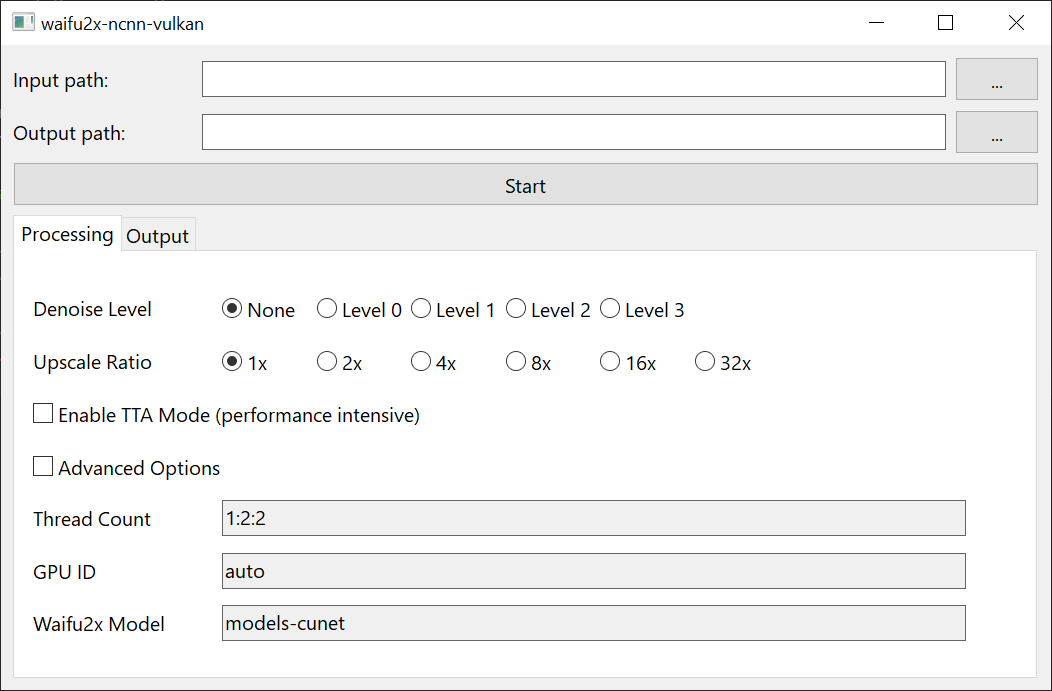 waifu2x-ncnn-vulkan
Input path:
...
Output path:
...
Start
Processing Output
Denoise Level None Level 0 Level 1 Level 2 Level 3
Upscale Ratio 1x 2x 4x 8x 16x 32x
Enable TTA Mode (performance intensive)
Advanced Options
Thread Count 1:2:2
GPU ID auto
Waifu2x Model models-cunet